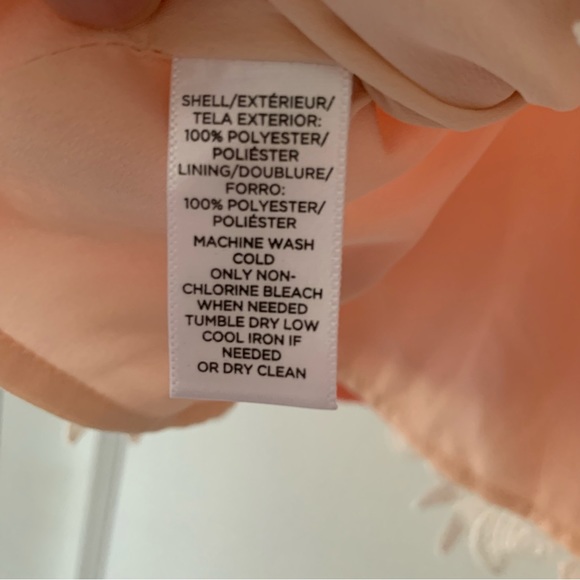 SHELL/EXTÉRIEUR/
TELA EXTERIOR:
100% POLYESTER/
POLIÉSTER
LINING/DOUBLURE/
FORRO:
100% POLYESTER/
POLIÉSTER
MACHINE WASH
COLD
ONLY NON-
CHLORINE BLEACH
WHEN NEEDED
TUMBLE DRY LOW
COOL IRON IF
NEEDED
OR DRY CLEAN